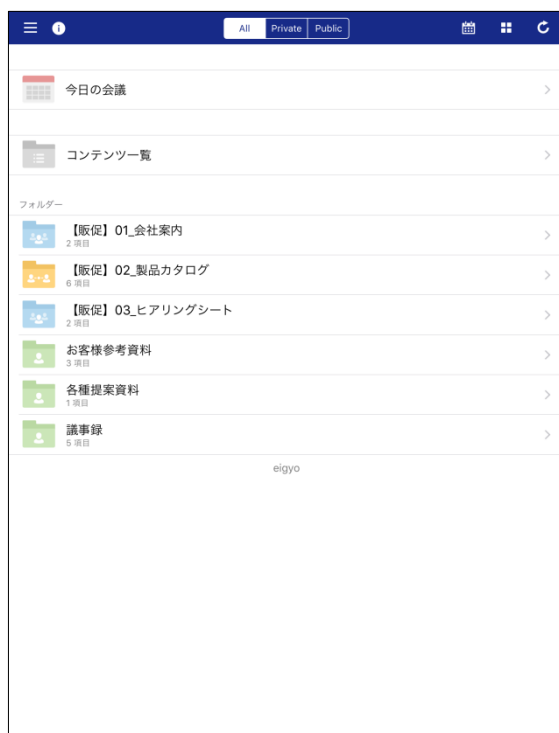 All Private Public
今日の会議
コンテンツ一覧
フォルダー
【販促】01_会社案内
2 項目
【販促】02_製品カタログ
6 項目
【販促】03_ヒアリングシート
2 項目
お客様参考資料
3 項目
各種提案資料
1 項目
議事録
5 項目
eigyo